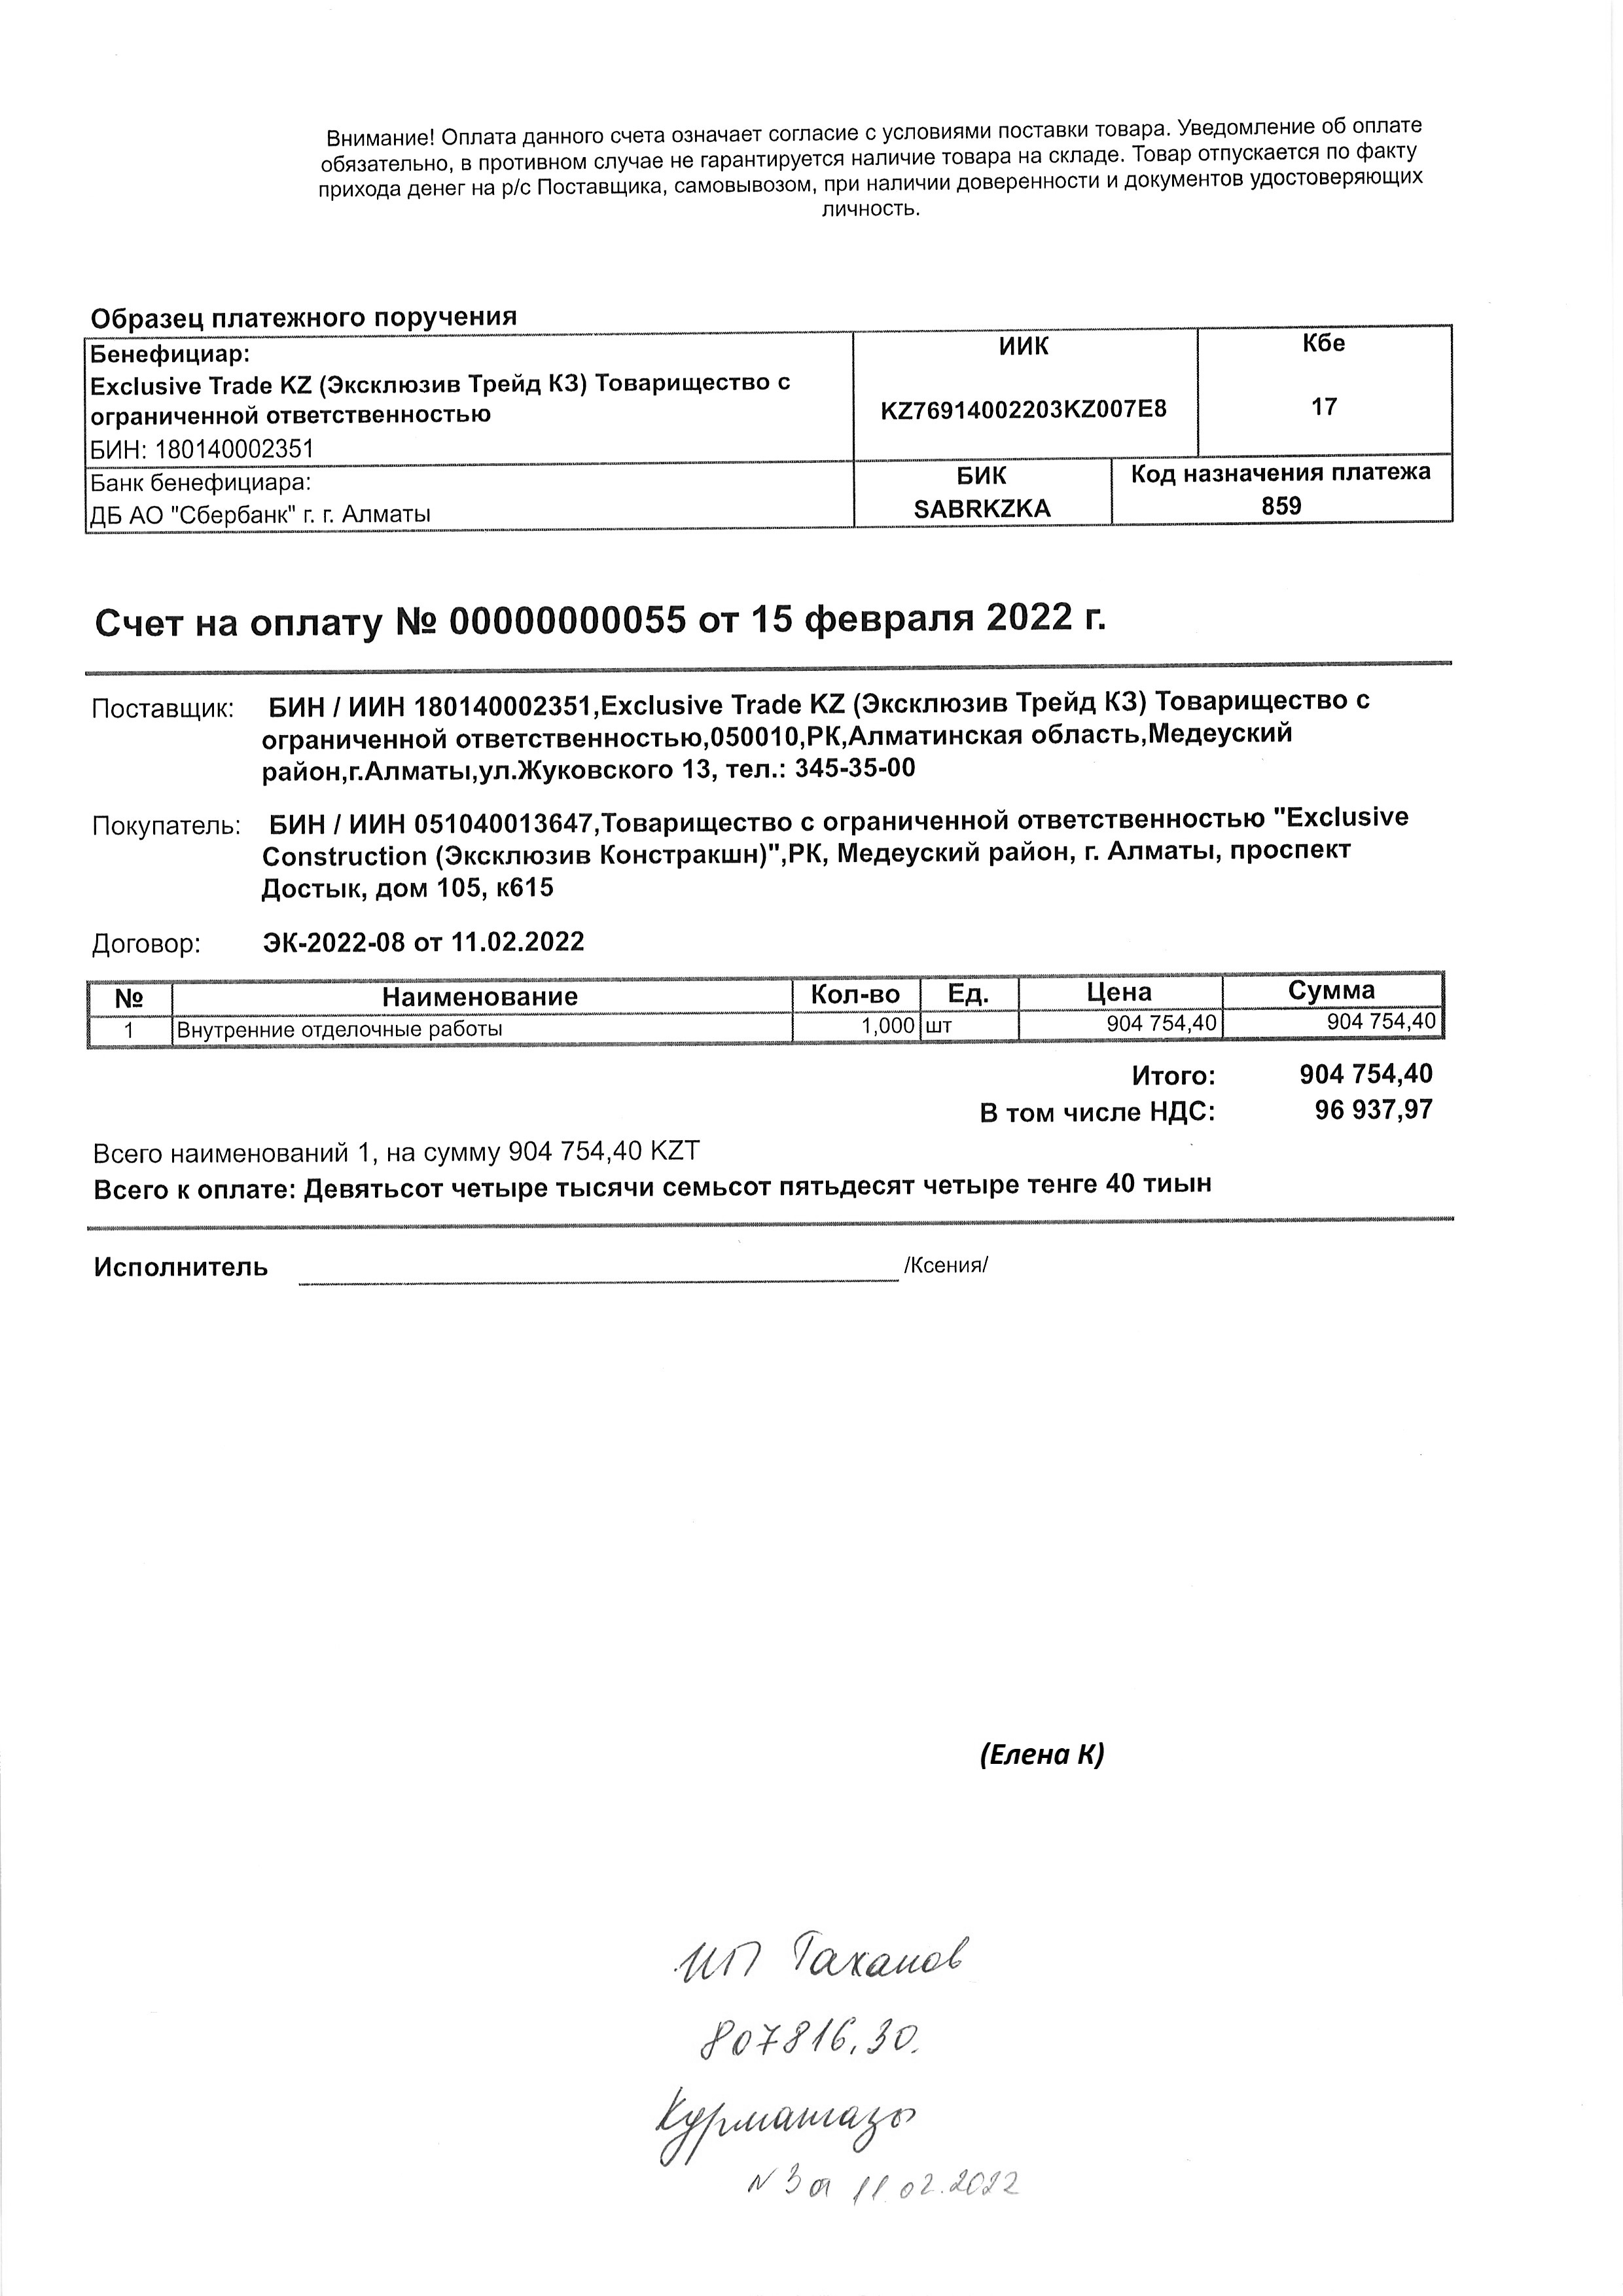 Внимание! Оплата данного счета означает согласие с условиями поставки товара. Уведомление об оплате
обязательно, в противном случае не гарантируется наличие товара на складе. Товар отпускается по факту
прихода денег на р/с Поставщика, самовывозом, при наличии доверенности и документов удостоверяющих
личность.
Образец платежного поручения
Бенефициар:
Exclusive Trade KZ (Эксклюзив Трейд КЗ) Товарищество с
ограниченной ответственностью
БИН: 180140002351
ИИК
KZ76914002203KZ007E8
Кбе
17
Банк бенефициара:
ДБ АО "Сбербанк" г. г. Алматы
БИК
SABRKZKA
Код назначения платежа
859
Счет на оплату № 00000000055 от 15 февраля 2022 г.
Поставщик: БИН / ИИН 180140002351,Exclusive Trade KZ (Эксклюзив Трейд КЗ) Товарищество с
ограниченной ответственностью,050010,РК,Алматинская область,Медеуский
район,г.Алматы,ул.Жуковского 13, тел.: 345-35-00
Покупатель: БИН / ИИН 051040013647,Товарищество с ограниченной ответственностью "Exclusive
Construction (Эксклюзив Констракшн)",РК, Медеуский район, г. Алматы, проспект
Достык, дом 105, к615
Договор: ЭК-2022-08 от 11.02.2022
№ Наименование Кол-во Ед. Цена Сумма
1 Внутренние отделочные работы 1,000 шт 904 754,40 904 754,40
Итого: 904 754,40
В том числе НДС: 96 937,97
Всего наименований 1, на сумму 904 754,40 KZT
Всего к оплате: Девятьсот четыре тысячи семьсот пятьдесят четыре тенге 40 тиын
Исполнитель /Ксения/
(Елена К)
ИП Таханов
807816,30.
Курмангазы
N 3 от 11.02.2022